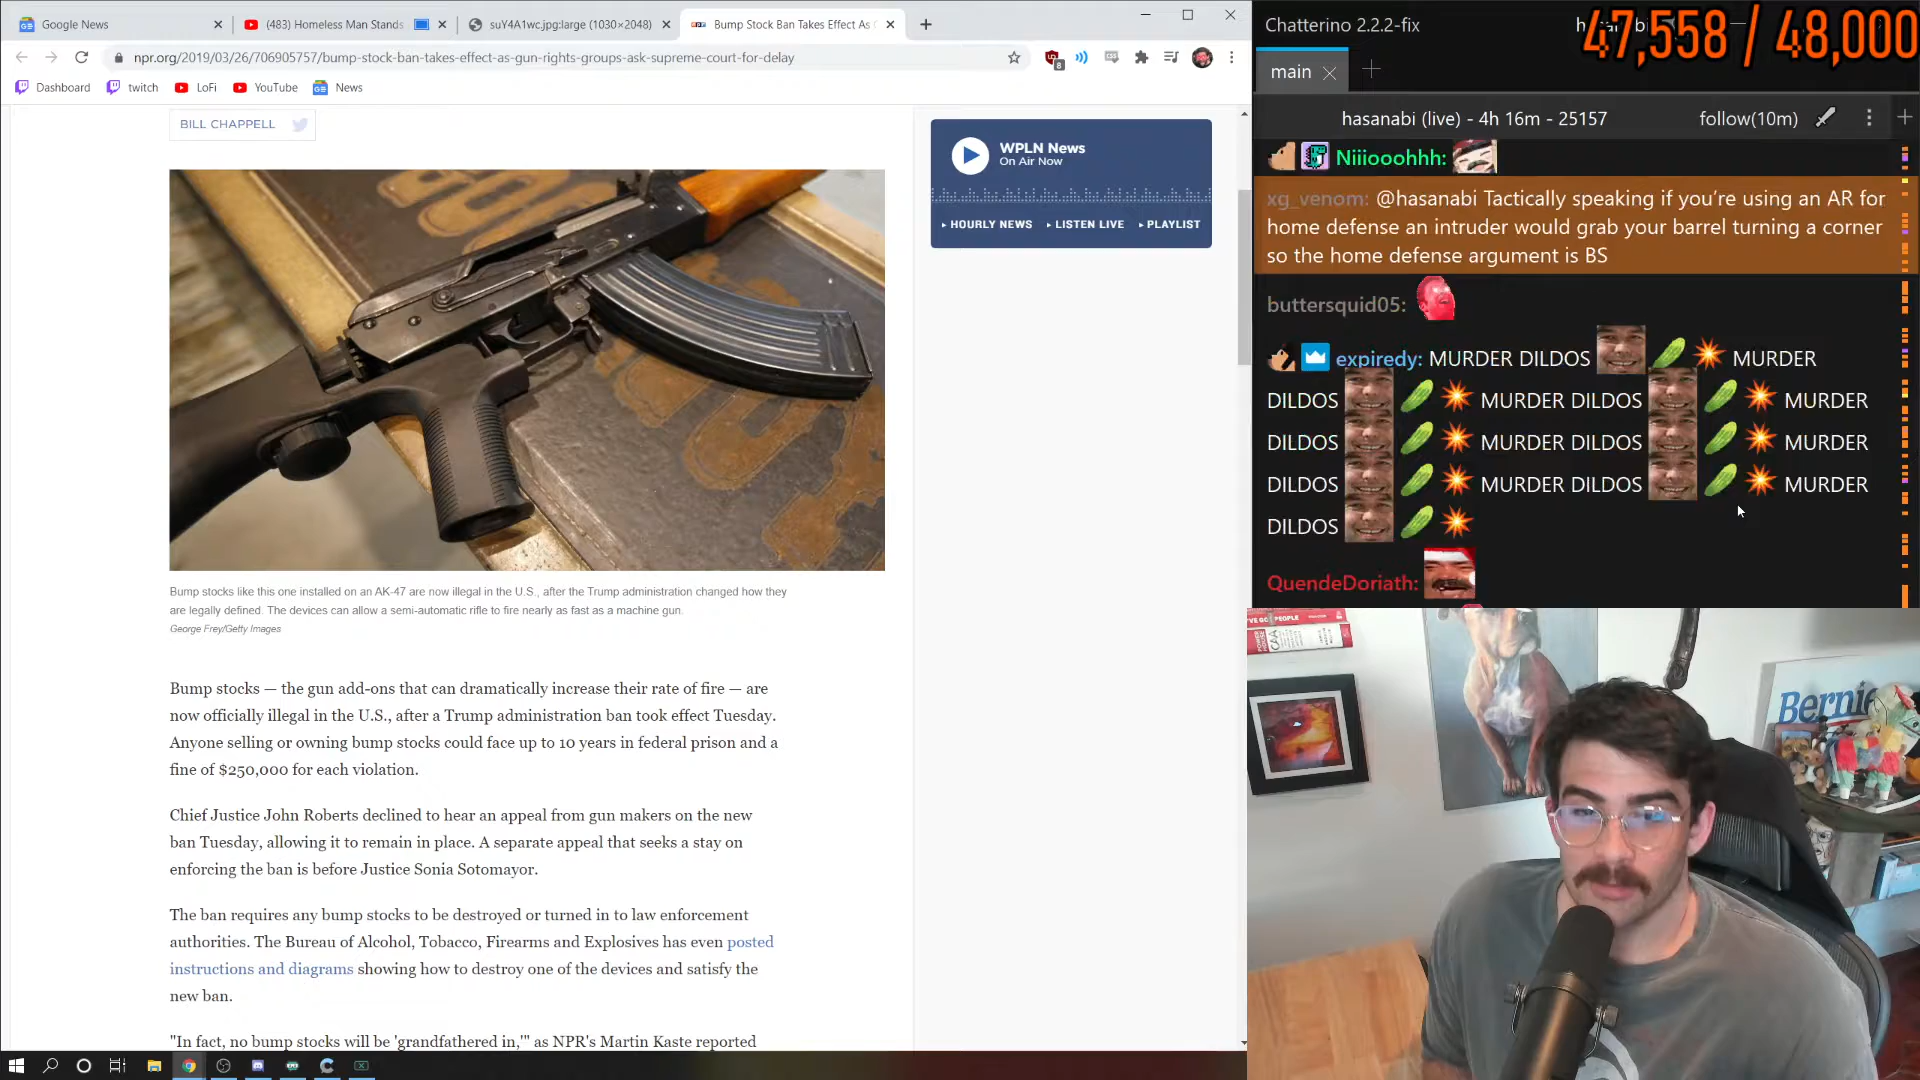 Google News
(483) Homeless Man Stands
suY4A1wc.jpg:large (1030×2048)
Bump Stock Ban Takes Effect As
npr.org/2019/03/26/706905757/bump-stock-ban-takes-effect-as-gun-rights-groups-ask-supreme-court-for-delay
8
Dashboard
twitch
LoFi
YouTube
News
BILL CHAPPELL
WPLN News
On Air Now
HOURLY NEWS
LISTEN LIVE
PLAYLIST
Bump stocks like this one installed on an AK-47 are now illegal in the U.S., after the Trump administration changed how they
are legally defined. The devices can allow a semi-automatic rifle to fire nearly as fast as a machine gun.
George Frey/Getty Images
Bump stocks — the gun add-ons that can dramatically increase their rate of fire — are
now officially illegal in the U.S., after a Trump administration ban took effect Tuesday.
Anyone selling or owning bump stocks could face up to 10 years in federal prison and a
fine of $250,000 for each violation.
Chief Justice John Roberts declined to hear an appeal from gun makers on the new
ban Tuesday, allowing it to remain in place. A separate appeal that seeks a stay on
enforcing the ban is before Justice Sonia Sotomayor.
The ban requires any bump stocks to be destroyed or turned in to law enforcement
authorities. The Bureau of Alcohol, Tobacco, Firearms and Explosives has even posted
instructions and diagrams showing how to destroy one of the devices and satisfy the
new ban.
"In fact, no bump stocks will be 'grandfathered in,'" as NPR's Martin Kaste reported
Chatterino 2.2.2-fix
47,558 / 48,000
main
hasanabi (live) - 4h 16m - 25157
follow(10m)
Niiiooohhh:
xg_venom: @hasanabi Tactically speaking if you're using an AR for
home defense an intruder would grab your barrel turning a corner
so the home defense argument is BS
buttersquid05:
expiredy: MURDER DILDOS MURDER
DILDOS MURDER DILDOS MURDER
DILDOS MURDER DILDOS MURDER
DILDOS MURDER DILDOS MURDER
DILDOS
QuendeDoriath:
Bernie